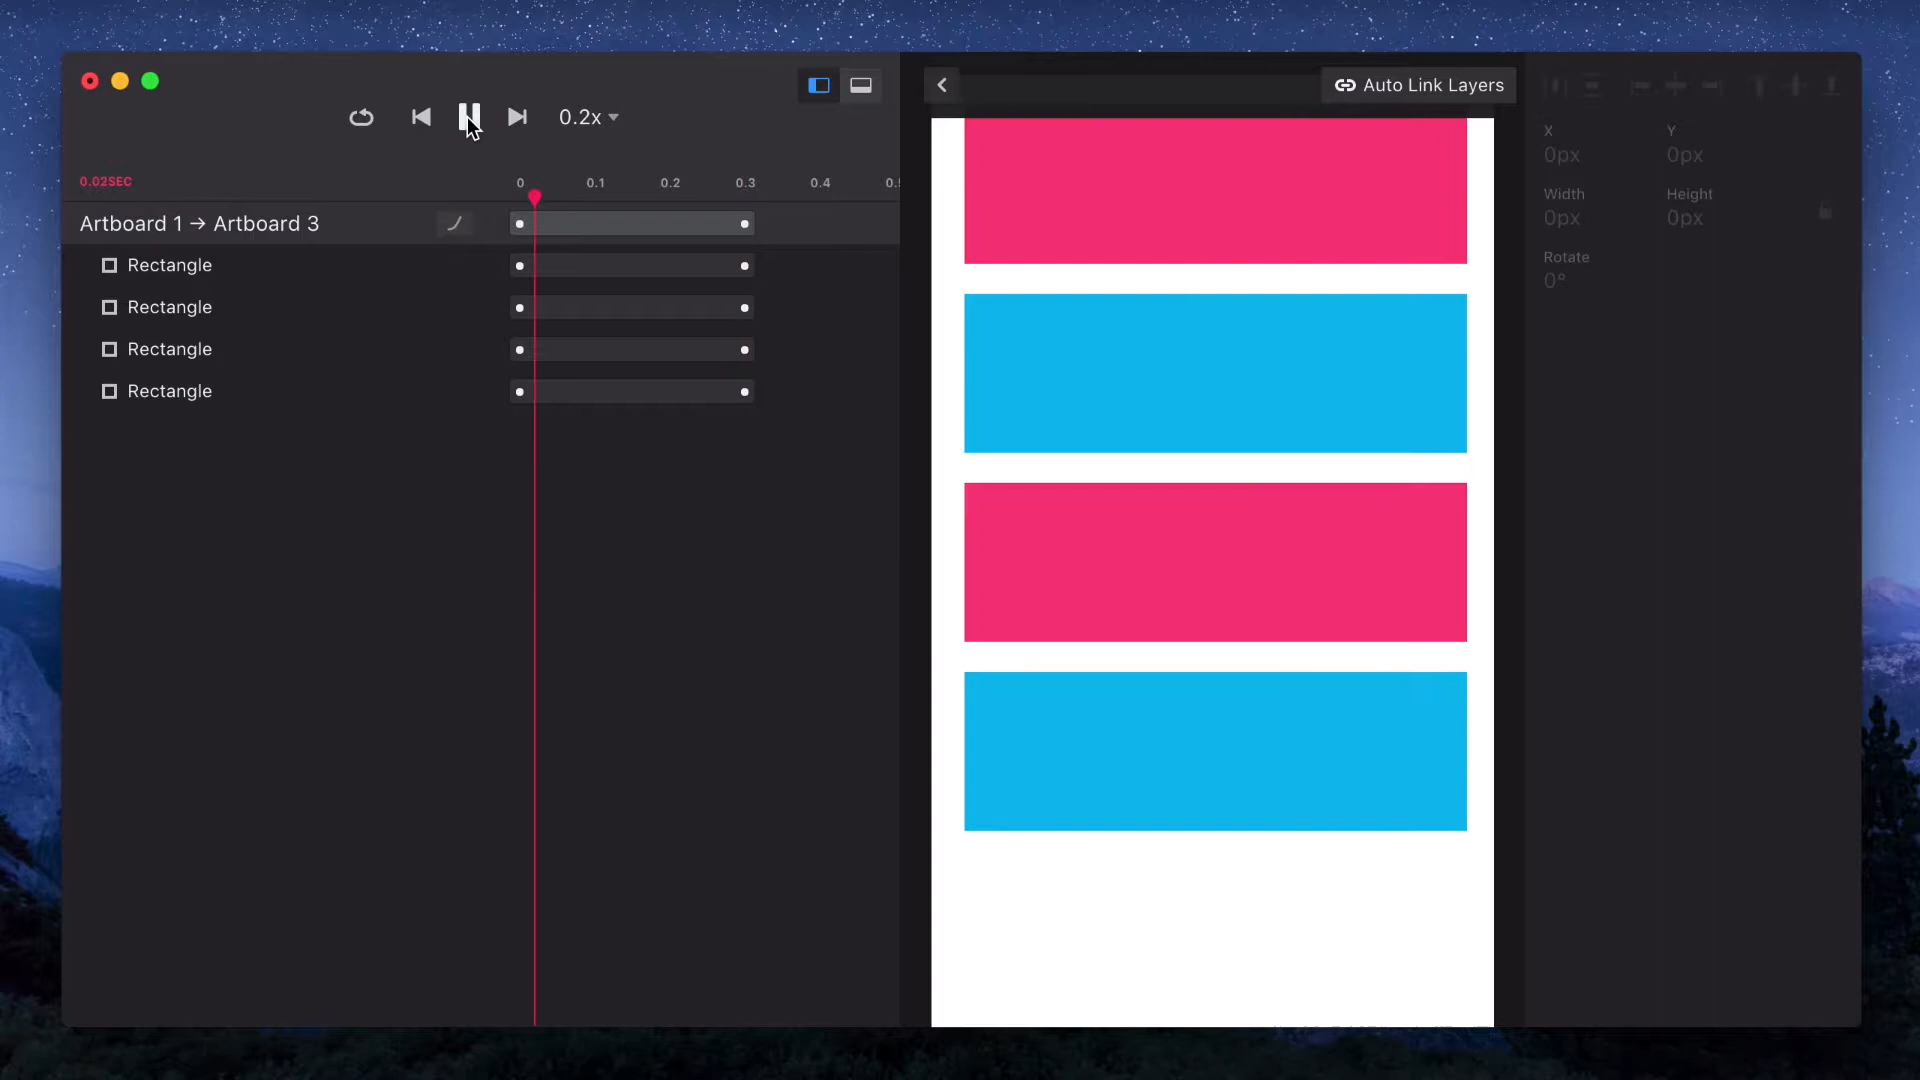 0.2x
Auto Link Layers
X
Y
0px
0px
0.02SEC
0
0.1
0.2
0.3
0.4
Width
Height
0px
0px
Artboard 1 → Artboard 3
Rotate
0°
Rectangle
Rectangle
Rectangle
Rectangle